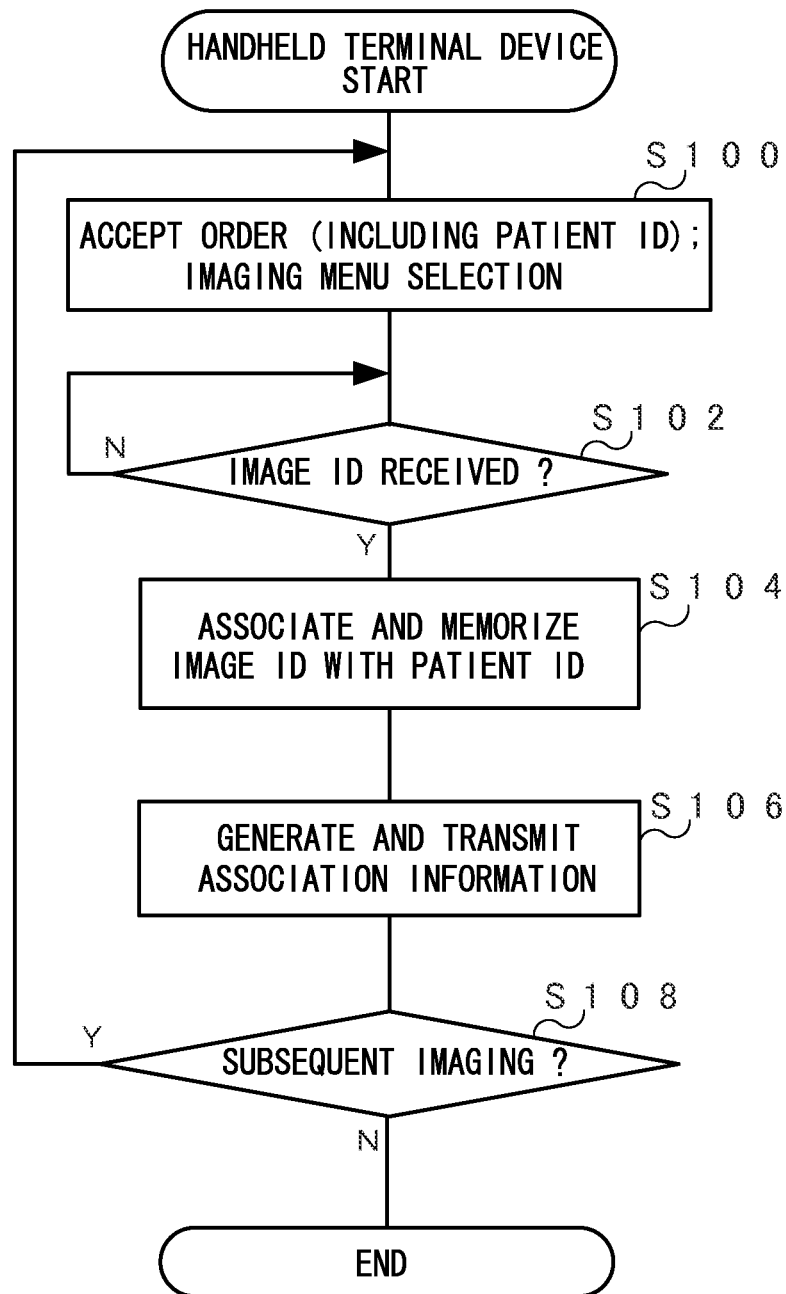 HANDHELD TERMINAL DEVICE
START
S100
ACCEPT ORDER (INCLUDING PATIENT ID);
IMAGING MENU SELECTION
S102
N
IMAGE ID RECEIVED ?
Y
S104
ASSOCIATE AND MEMORIZE
IMAGE ID WITH PATIENT ID
S106
GENERATE AND TRANSMIT
ASSOCIATION INFORMATION
S108
Y
SUBSEQUENT IMAGING ?
N
END